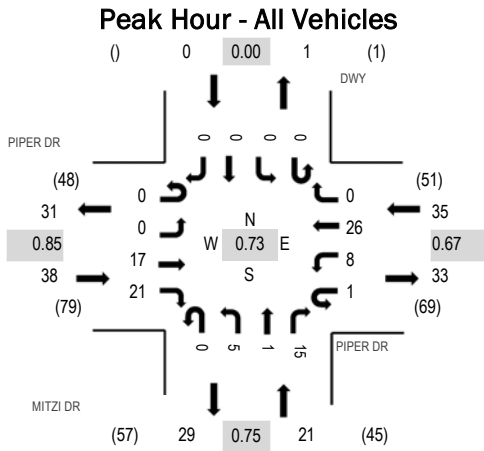 Peak Hour - All Vehicles
() 0 0.00 1 (1)
DWY
0 0 0 0
PIPER DR
(48) 0 0 (51)
31 35
0 26
N
0.85 W 0.73 E 0.67
17 8
S
38 33
21 1
(79) (69)
0 5 1 15
PIPER DR
MITZI DR
(57) 29 0.75 21 (45)